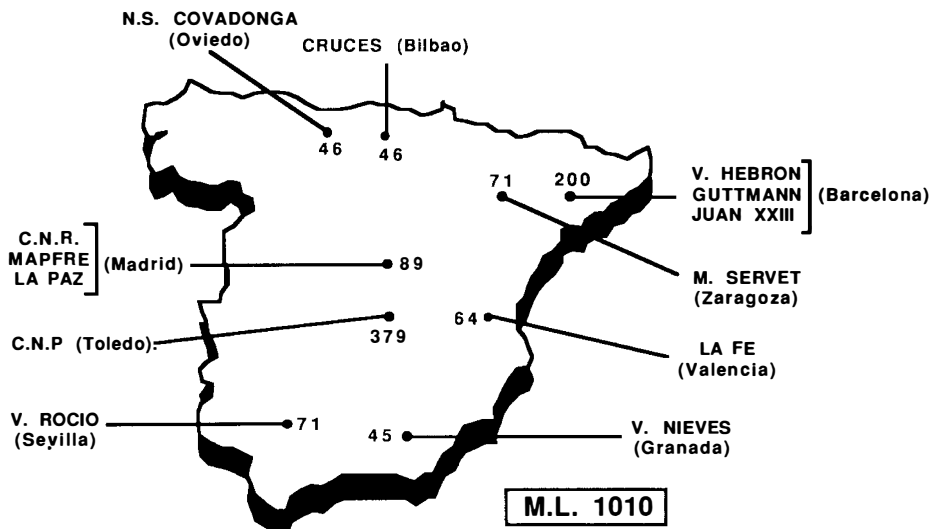 N.S. COVADONGA
(Oviedo)
CRUCES (Bilbao)
46
46
71
200
V. HEBRON
GUTTMANN
JUAN XXIII
(Barcelona)
C.N.R.
MAPFRE
LA PAZ
(Madrid)
89
M. SERVET
(Zaragoza)
C.N.P (Toledo).
379
64
LA FE
(Valencia)
V. ROCIO
(Sevilla)
71
45
V. NIEVES
(Granada)
M.L. 1010